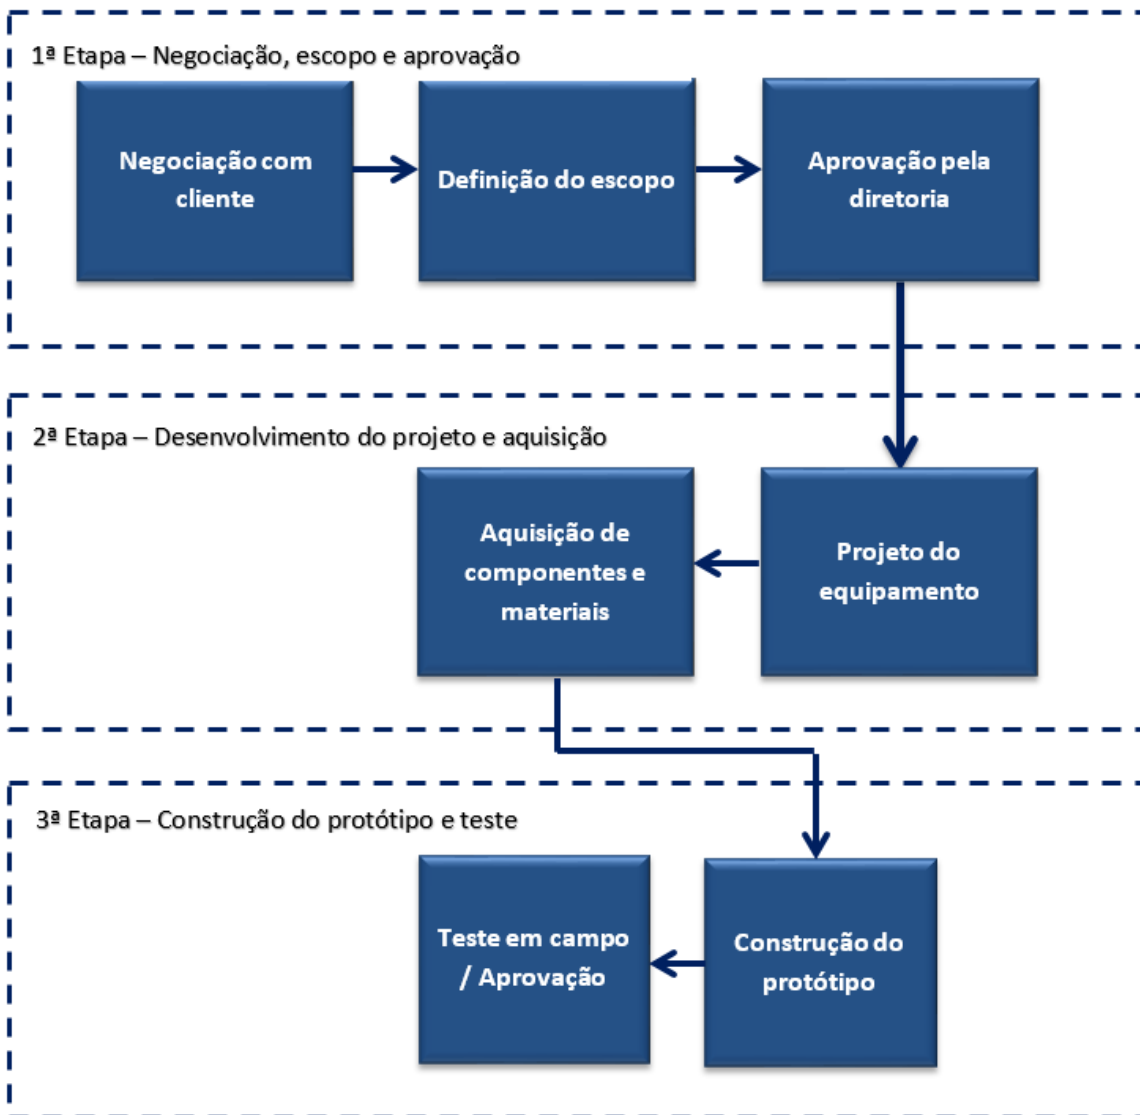 1ª Etapa – Negociação, escopo e aprovação
Negociação com
cliente
Definição do escopo
Aprovação pela
diretoria
2ª Etapa – Desenvolvimento do projeto e aquisição
Aquisição de
componentes e
materiais
Projeto do
equipamento
3ª Etapa – Construção do protótipo e teste
Teste em campo
/ Aprovação
Construção do
protótipo